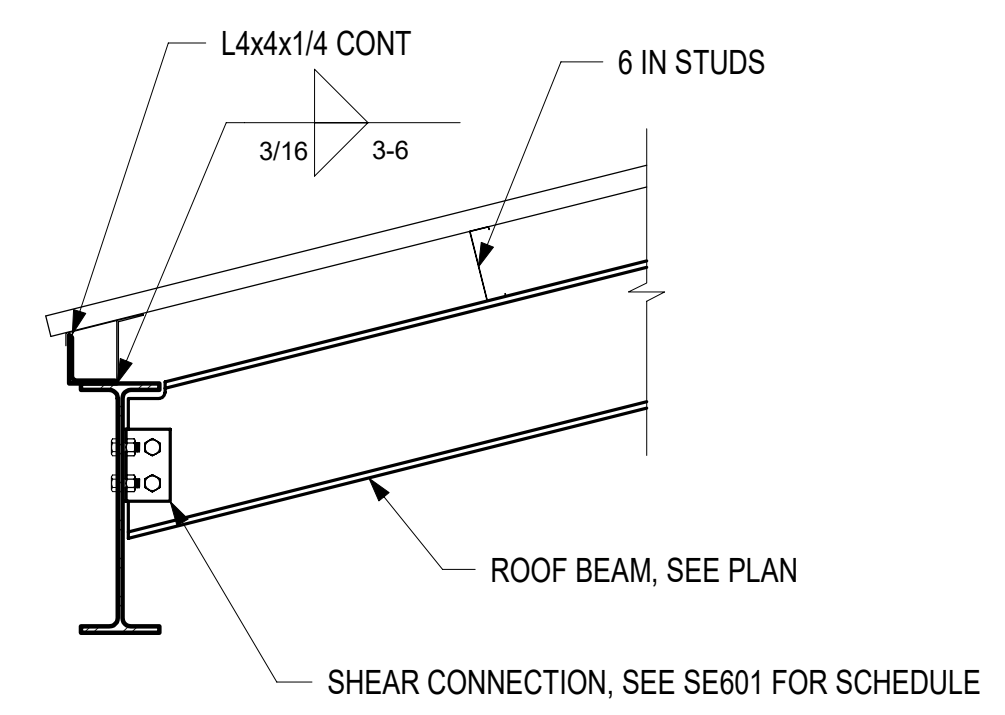 L4x4x1/4 CONT
6 IN STUDS
3/16 3-6
ROOF BEAM, SEE PLAN
SHEAR CONNECTION, SEE SE601 FOR SCHEDULE